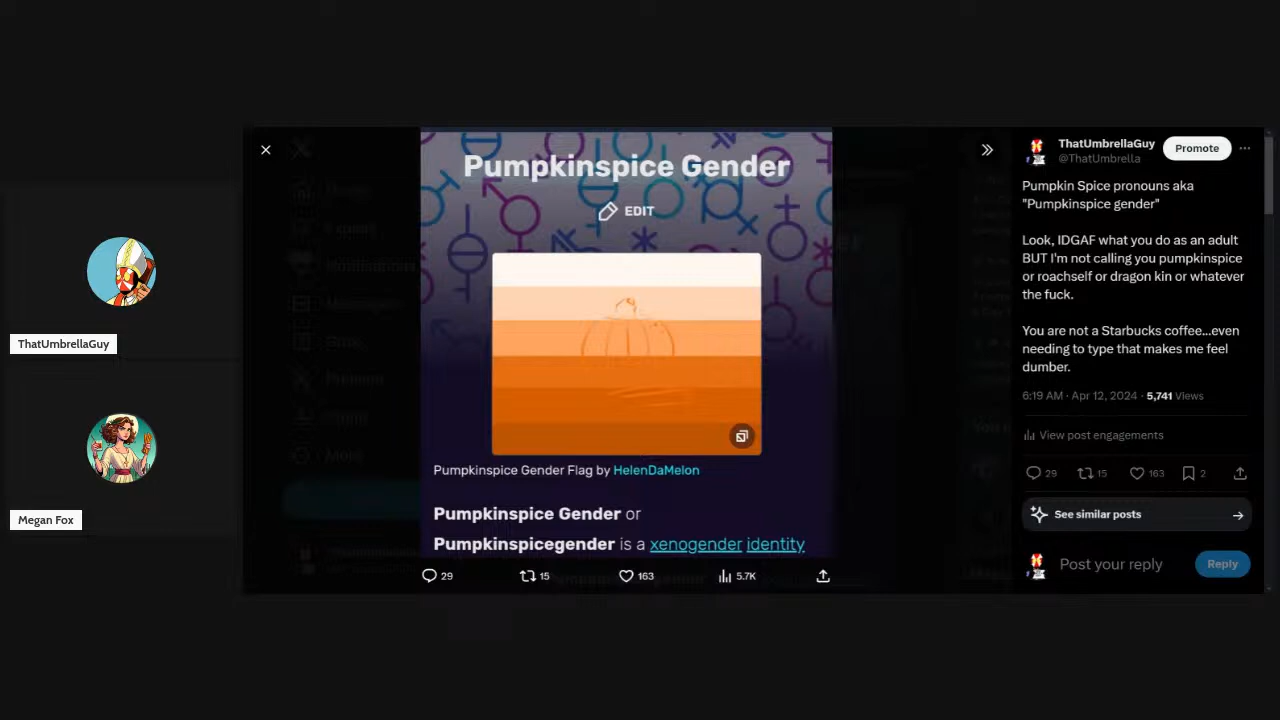 ThatUmbrellaGuy
Megan Fox
Pumpkinspice Gender
EDIT
Pumpkinspice Gender Flag by HelenDaMelon
Pumpkinspice Gender or
Pumpkinspicegender is a xenogender identity
29 15 163 5.7K
ThatUmbrellaGuy
@ThatUmbrella
Promote
Pumpkin Spice pronouns aka
"Pumpkinspice gender"
Look, IDGAF what you do as an adult
BUT I'm not calling you pumpkinspice
or roachself or dragon kin or whatever
the fuck.
You are not a Starbucks coffee...even
needing to type that makes me feel
dumber.
6:19 AM · Apr 12, 2024 · 5,741 Views
View post engagements
29 15 163 2
See similar posts
Post your reply
Reply